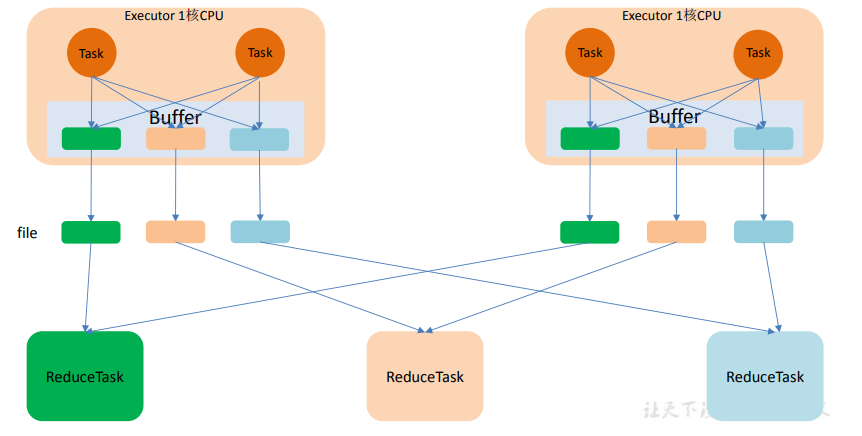 Executor 1核CPU
Executor 1核CPU
Task
Task
Task
Task
Buffer
Buffer
file
ReduceTask
ReduceTask
ReduceTask
让天下